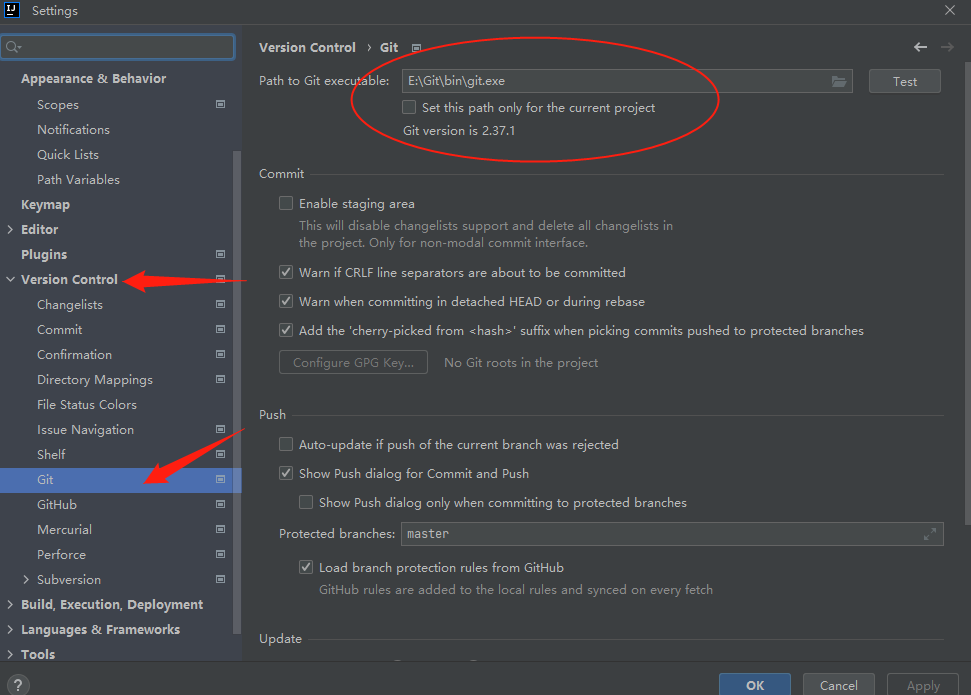 IJ
Settings
Appearance & Behavior
Scopes
Notifications
Quick Lists
Path Variables
Keymap
Editor
Plugins
Version Control
Changelists
Commit
Confirmation
Directory Mappings
File Status Colors
Issue Navigation
Shelf
Git
GitHub
Mercurial
Perforce
Subversion
Build, Execution, Deployment
Languages & Frameworks
Tools
?
Version Control › Git
Path to Git executable: E:\Git\bin\git.exe Test
Set this path only for the current project
Git version is 2.37.1
Commit
Enable staging area
This will disable changelists support and delete all changelists in
the project. Only for non-modal commit interface.
Warn if CRLF line separators are about to be committed
Warn when committing in detached HEAD or during rebase
Add the 'cherry-picked from <hash>' suffix when picking commits pushed to protected branches
Configure GPG Key... No Git roots in the project
Push
Auto-update if push of the current branch was rejected
Show Push dialog for Commit and Push
Show Push dialog only when committing to protected branches
Protected branches: master
Load branch protection rules from GitHub
GitHub rules are added to the local rules and synced on every fetch
Update
OK Cancel Apply